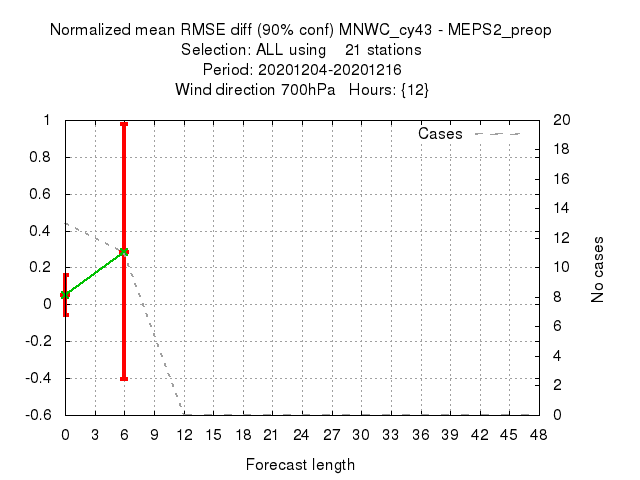 Normalized mean RMSE diff (90% conf) MNWC_cy43 - MEPS2_preop
Selection: ALL using 21 stations
Period: 20201204-20201216
Wind direction 700hPa Hours: {12}
Cases
1
0.8
0.6
0.4
0.2
0
-0.2
-0.4
-0.6
20
18
16
14
12
10
8
6
4
2
0
No cases
0 3 6 9 12 15 18 21 24 27 30 33 36 39 42 45 48
Forecast length